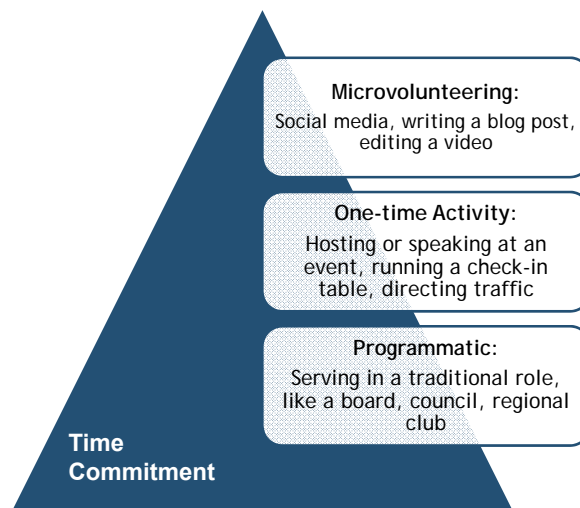 Microvolunteering:
Social media, writing a blog post,
editing a video
One-time Activity:
Hosting or speaking at an
event, running a check-in
table, directing traffic
Programmatic:
Serving in a traditional role,
like a board, council, regional
club
Time
Commitment